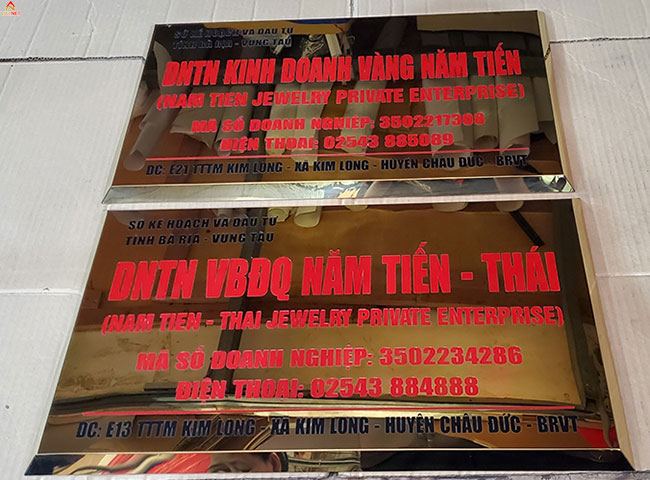 SỞ KẾ HOẠCH VÀ ĐẦU TƯ
TỈNH BÀ RỊA - VŨNG TÀU
DNTN KINH DOANH VÀNG NĂM TIẾN
(NAM TIEN JEWELRY PRIVATE ENTERPRISE)
MÃ SỐ DOANH NGHIỆP: 3502217308
ĐIỆN THOẠI: 02543 885089
ĐC: E21 TTTM KIM LONG - XÃ KIM LONG - HUYỆN CHÂU ĐỨC - BRVT
SỞ KẾ HOẠCH VÀ ĐẦU TƯ
TỈNH BÀ RỊA - VŨNG TÀU
DNTN VBĐQ NĂM TIẾN - THÁI
(NAM TIEN - THAI JEWELRY PRIVATE ENTERPRISE)
MÃ SỐ DOANH NGHIỆP: 3502234286
ĐIỆN THOẠI: 02543 884888
ĐC: E13 TTTM KIM LONG - XÃ KIM LONG - HUYỆN CHÂU ĐỨC - BRVT